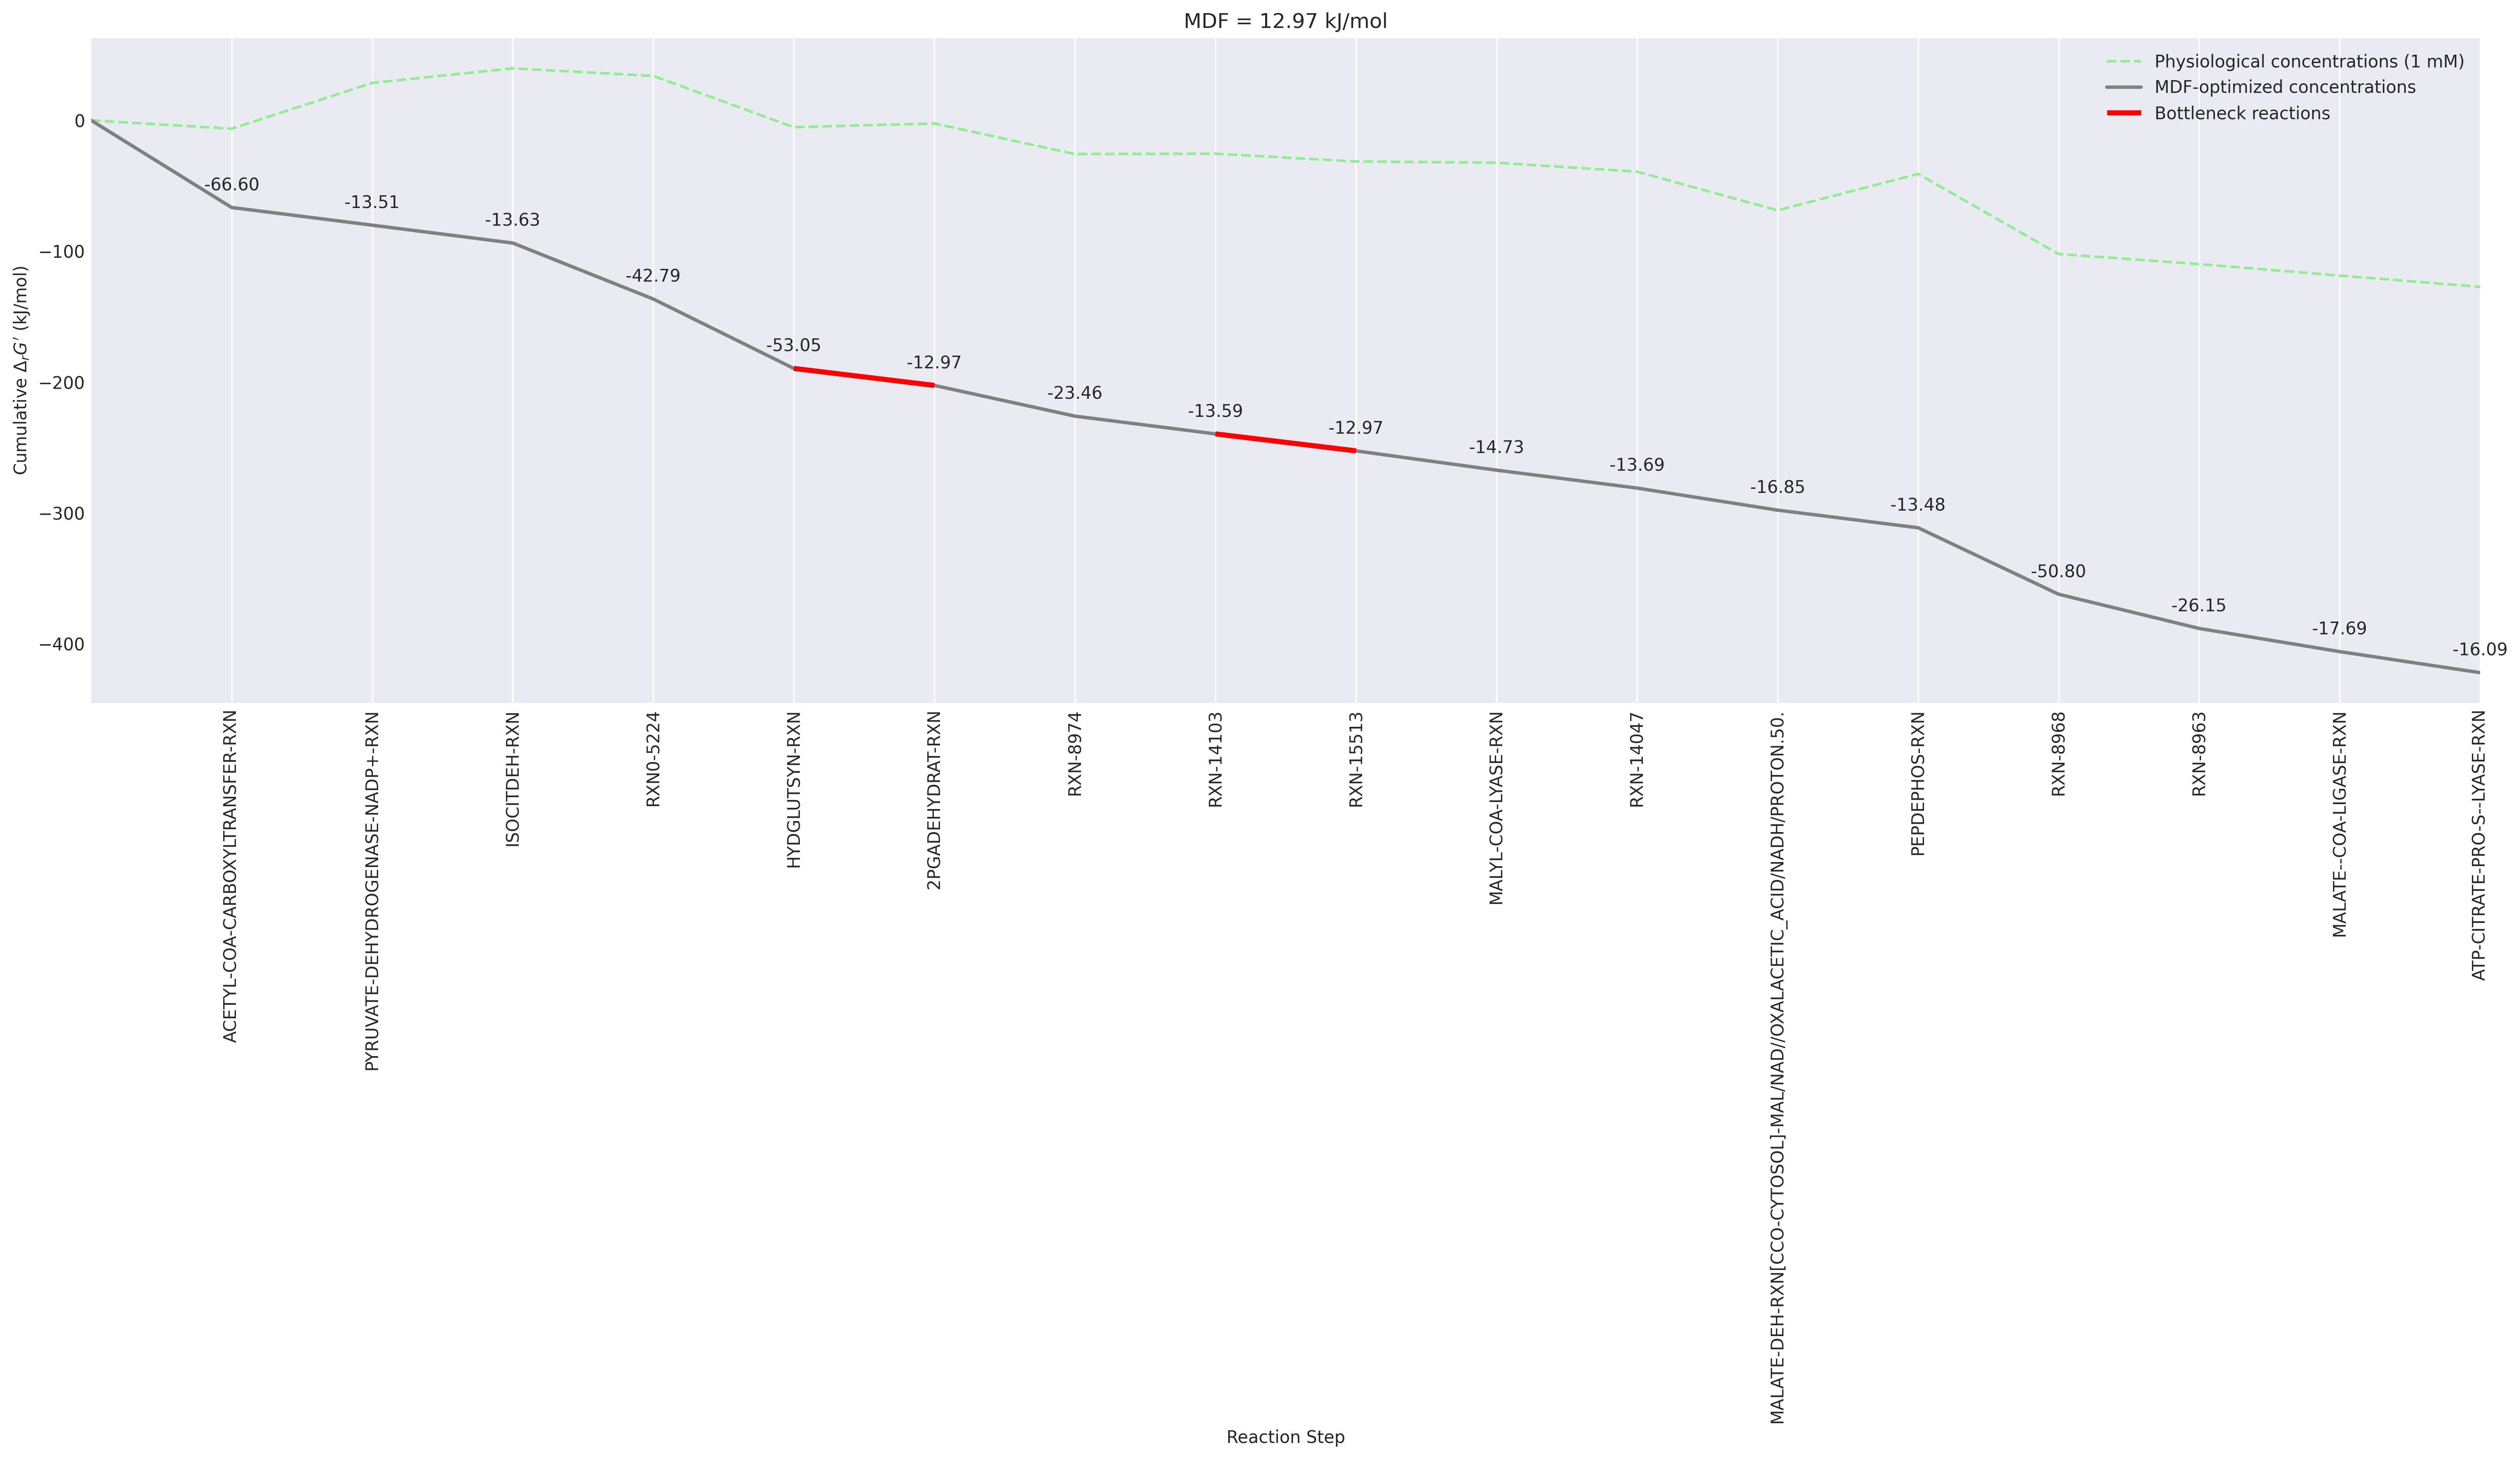 MDF = 12.97 kJ/mol
Physiological concentrations (1 mM)
MDF-optimized concentrations
Bottleneck reactions
Cumulative ΔrG′ (kJ/mol)
0
−100
−200
−300
−400
-66.60
-13.51
-13.63
-42.79
-53.05
-12.97
-23.46
-13.59
-12.97
-14.73
-13.69
-16.85
-13.48
-50.80
-26.15
-17.69
-16.09
ACETYL-COA-CARBOXYLTRANSFER-RXN
PYRUVATE-DEHYDROGENASE-NADP+-RXN
ISOCITDEH-RXN
RXN0-5224
HYDGLUTSYN-RXN
2PGADEHYDRAT-RXN
RXN-8974
RXN-14103
RXN-15513
MALYL-COA-LYASE-RXN
RXN-14047
MALATE-DEH-RXN[CCO-CYTOSOL]-MAL/NAD//OXALACETIC_ACID/NADH/PROTON.50.
PEPDEPHOS-RXN
RXN-8968
RXN-8963
MALATE--COA-LIGASE-RXN
ATP-CITRATE-PRO-S--LYASE-RXN
Reaction Step